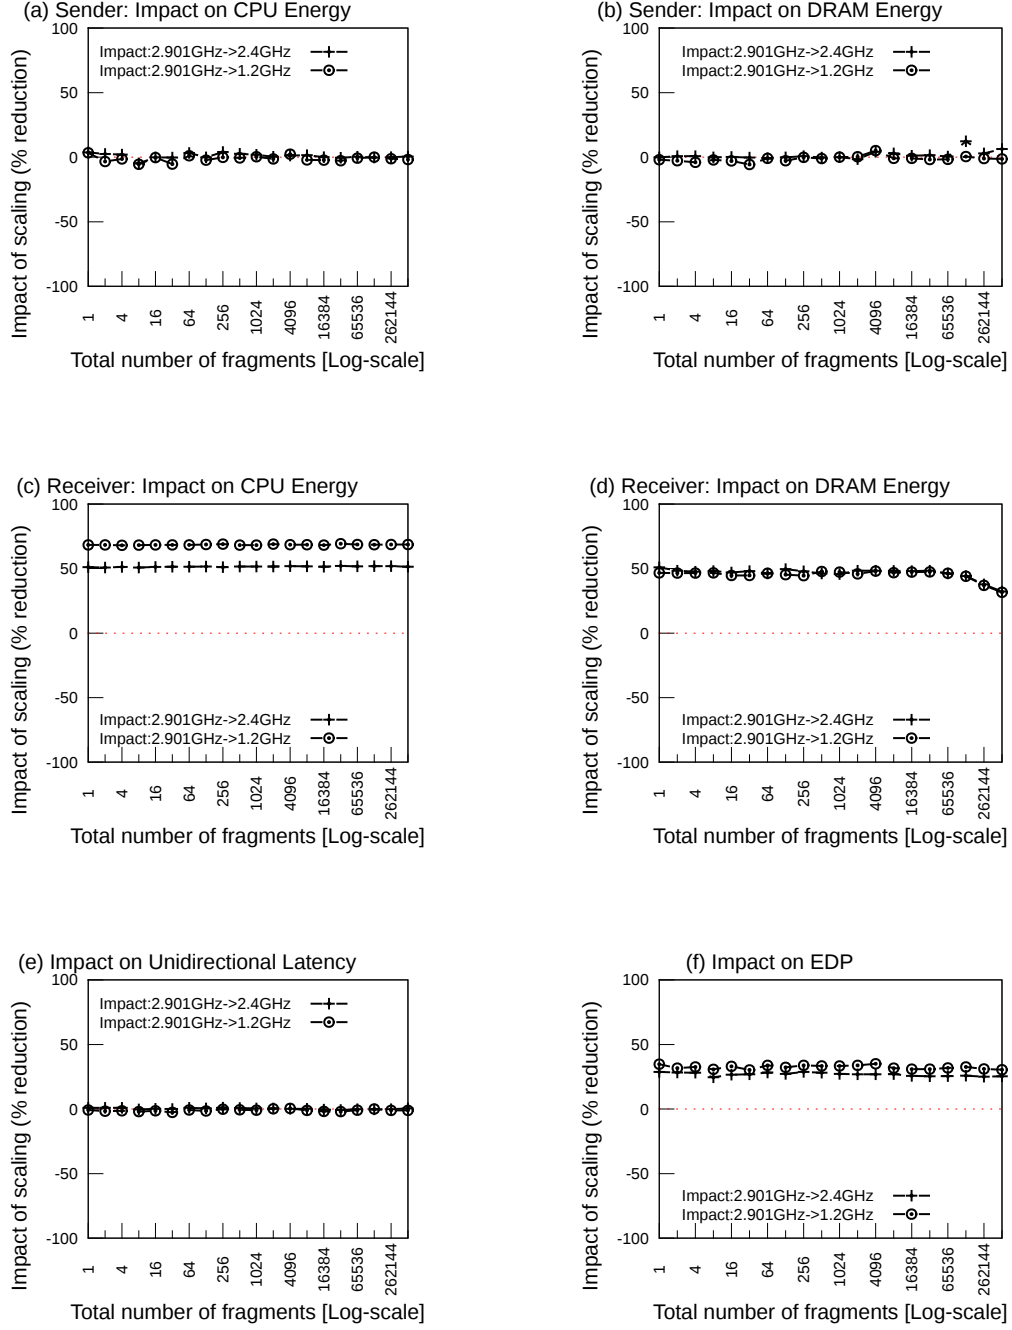 (a) Sender: Impact on CPU Energy
Impact of scaling (% reduction)
100
50
0
-50
-100
Impact:2.901GHz->2.4GHz
Impact:2.901GHz->1.2GHz
1 4 16 64 256 1024 4096 16384 65536 262144
Total number of fragments [Log-scale]
(b) Sender: Impact on DRAM Energy
Impact of scaling (% reduction)
100
50
0
-50
-100
Impact:2.901GHz->2.4GHz
Impact:2.901GHz->1.2GHz
1 4 16 64 256 1024 4096 16384 65536 262144
Total number of fragments [Log-scale]
(c) Receiver: Impact on CPU Energy
Impact of scaling (% reduction)
100
50
0
-50
-100
Impact:2.901GHz->2.4GHz
Impact:2.901GHz->1.2GHz
1 4 16 64 256 1024 4096 16384 65536 262144
Total number of fragments [Log-scale]
(d) Receiver: Impact on DRAM Energy
Impact of scaling (% reduction)
100
50
0
-50
-100
Impact:2.901GHz->2.4GHz
Impact:2.901GHz->1.2GHz
1 4 16 64 256 1024 4096 16384 65536 262144
Total number of fragments [Log-scale]
(e) Impact on Unidirectional Latency
Impact of scaling (% reduction)
100
50
0
-50
-100
Impact:2.901GHz->2.4GHz
Impact:2.901GHz->1.2GHz
1 4 16 64 256 1024 4096 16384 65536 262144
Total number of fragments [Log-scale]
(f) Impact on EDP
Impact of scaling (% reduction)
100
50
0
-50
-100
Impact:2.901GHz->2.4GHz
Impact:2.901GHz->1.2GHz
1 4 16 64 256 1024 4096 16384 65536 262144
Total number of fragments [Log-scale]